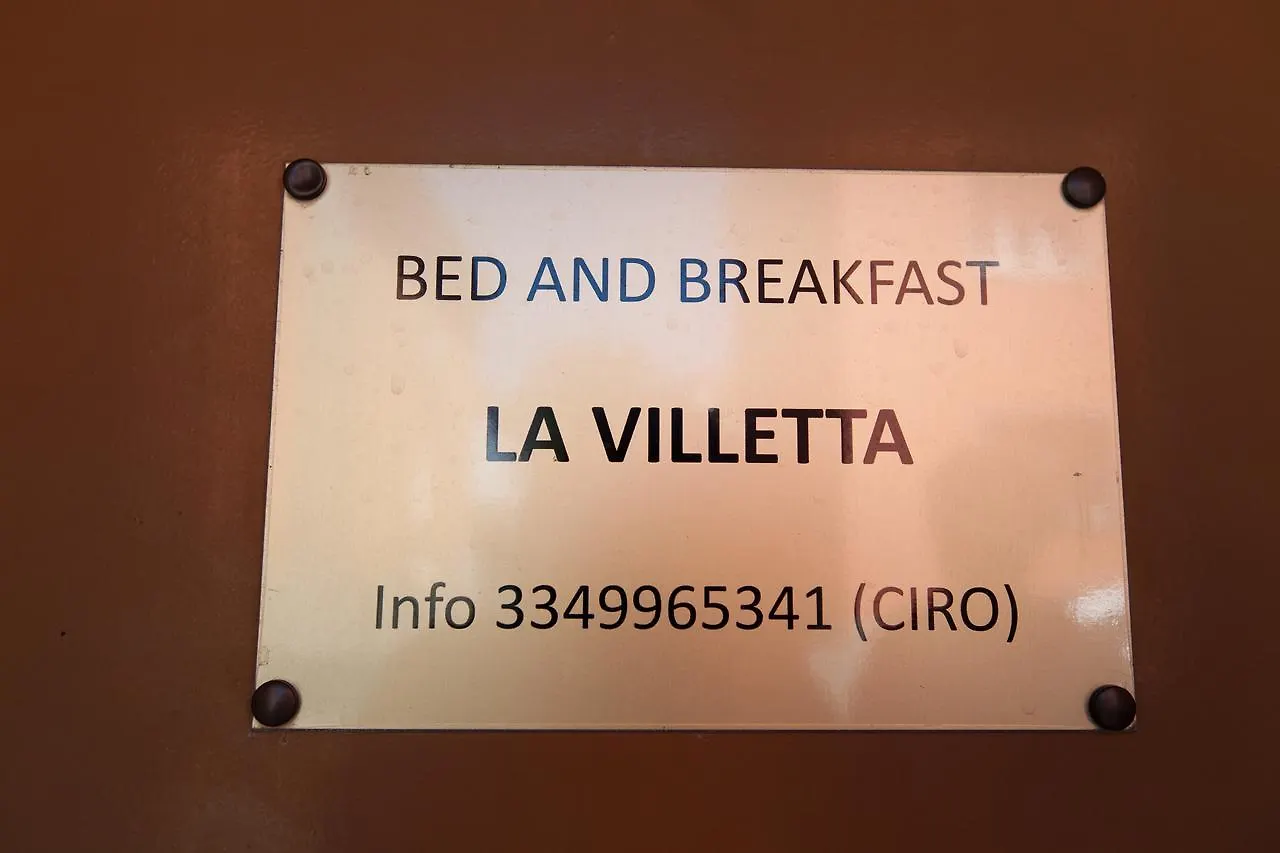 BED AND BREAKFAST
LA VILLETTA
Info 3349965341 (CIRO)